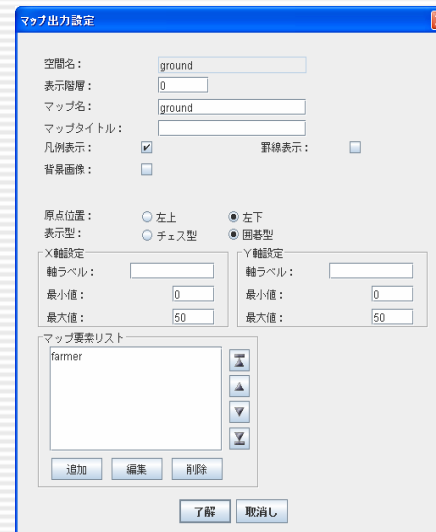 マップ出力設定
空間名： ground
表示階層： 0
マップ名： ground
マップタイトル：
凡例表示： 罫線表示：
背景画像：
原点位置： 左上 左下
表示型： チェス型 囲碁型
X軸設定 Y軸設定
軸ラベル： 軸ラベル：
最小値： 0 最小値： 0
最大値： 50 最大値： 50
マップ要素リスト
farmer
追加 編集 削除
了解 取消し